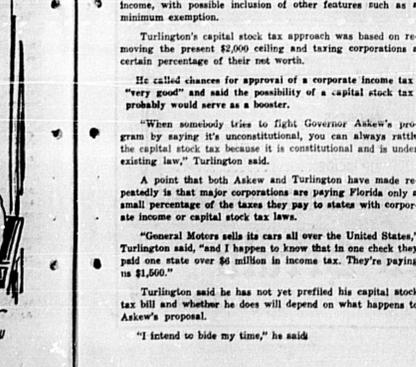 income, with possible inclusion of other features such as
minimum exemption.
Turlington's capital stock tax approach was based on re-
moving the present $2,000 ceiling and taxing corporations a
certain percentage of their net worth.
He called chances for approval of a corporate income tax
"very good" and said the possibility of a capital stock tax
probably would serve as a booster.
"When somebody tries to fight Governor Askew's pro-
gram by saying it's unconstitutional, you can always rattle
the capital stock tax because it is constitutional and is under
existing law," Turlington said.
A point that both Askew and Turlington have made re-
peatedly is that major corporations are paying Florida only a
small percentage of the taxes they pay to states with corpor-
ate income or capital stock tax laws.
"General Motors sells its cars all over the United States,"
Turlington said, "and I happen to know that in one check they
paid one state over $6 million in income tax. They're paying
us $1,500."
Turlington said he has not yet prefiled his capital stock
tax bill and whether he does will depend on what happens to
Askew's proposal.
"I intend to bide my time," he said